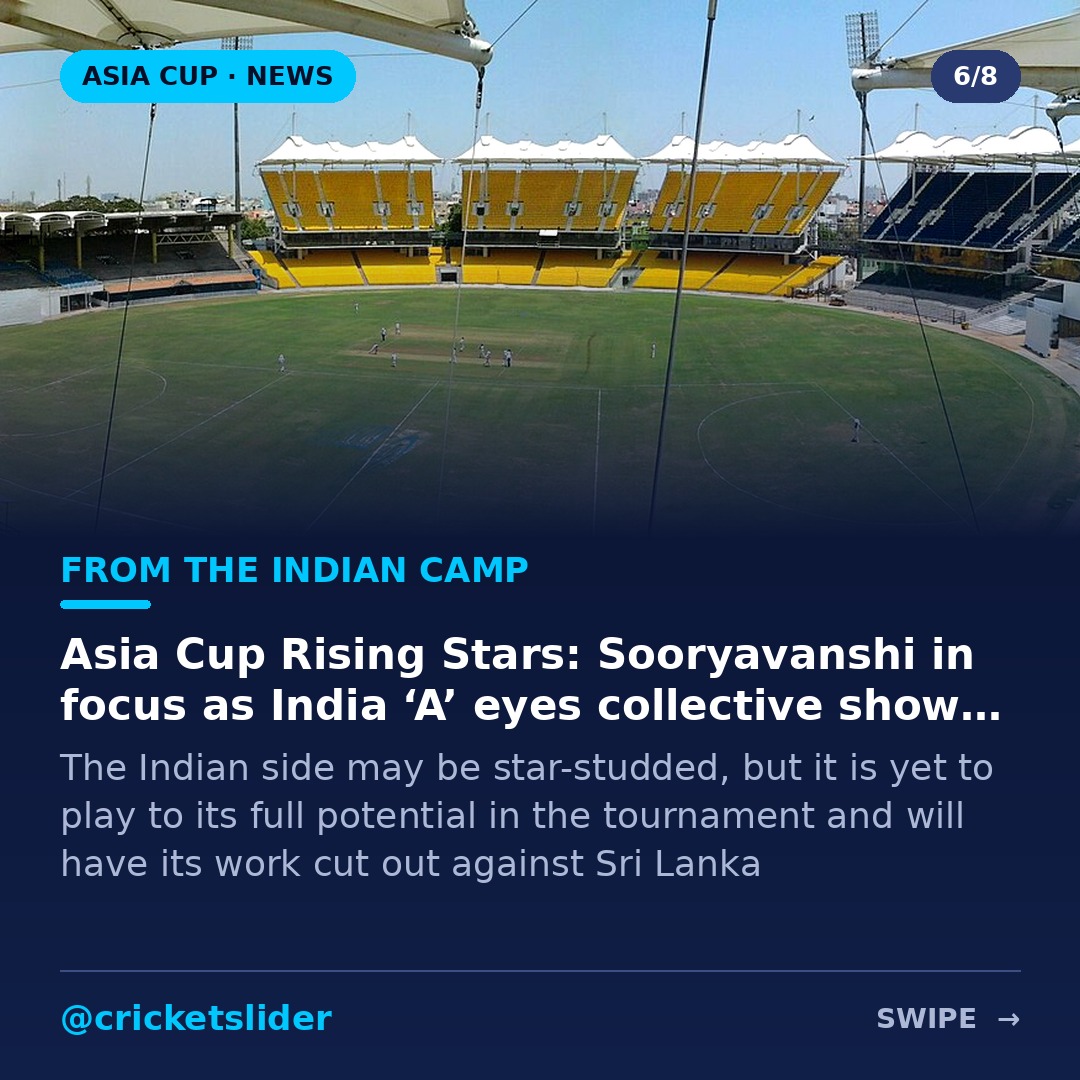 ASIA CUP · NEWS
6/8
FROM THE INDIAN CAMP
Asia Cup Rising Stars: Sooryavanshi in
focus as India ‘A’ eyes collective show…
The Indian side may be star-studded, but it is yet to
play to its full potential in the tournament and will
have its work cut out against Sri Lanka
@cricketslider
SWIPE →